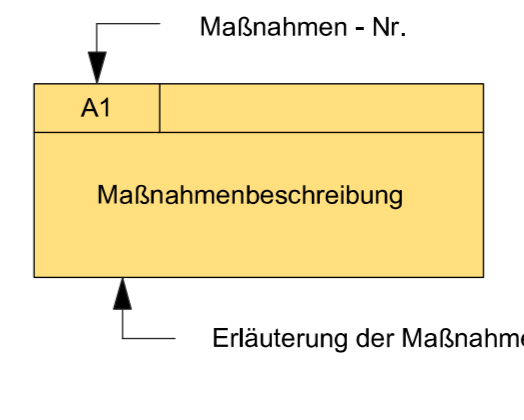 Maßnahmen - Nr.
A1
Maßnahmenbeschreibung
Erläuterung der Maßnahme